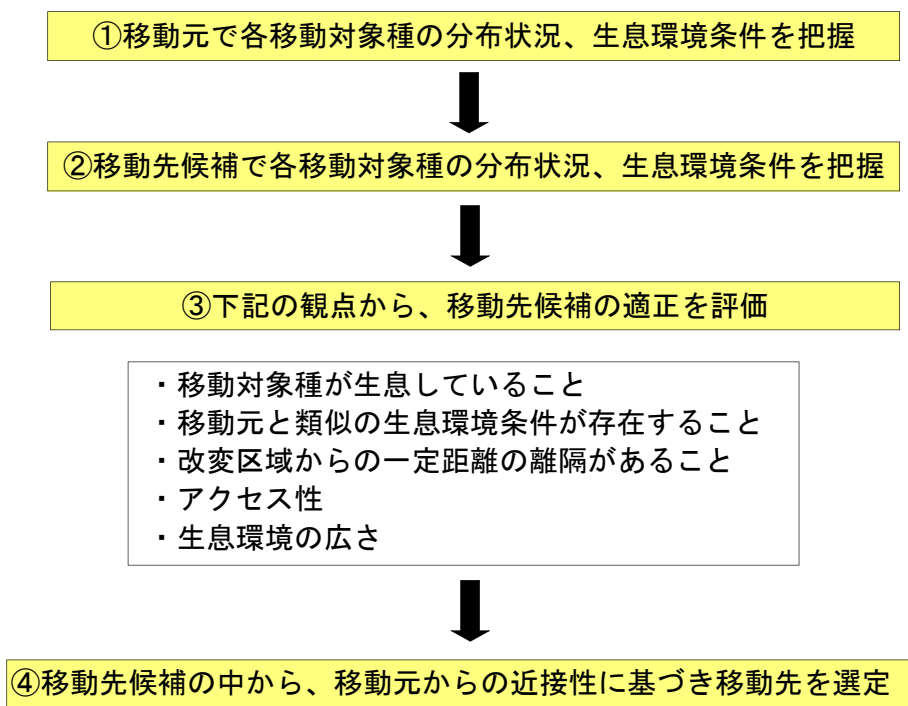 ①移動元で各移動対象種の分布状況、生息環境条件を把握
②移動先候補で各移動対象種の分布状況、生息環境条件を把握
③下記の観点から、移動先候補の適正を評価
・移動対象種が生息していること
・移動元と類似の生息環境条件が存在すること
・改変区域からの一定距離の離隔があること
・アクセス性
・生息環境の広さ
④移動先候補の中から、移動元からの近接性に基づき移動先を選定